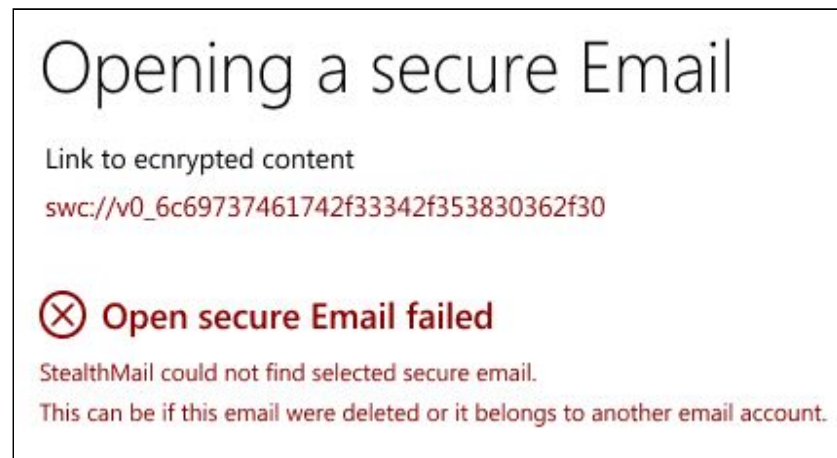 Opening a secure Email
Link to ecnrypted content
swc://v0_6c69737461742f33342f353830362f30
Open secure Email failed
StealthMail could not find selected secure email.
This can be if this email were deleted or it belongs to another email account.